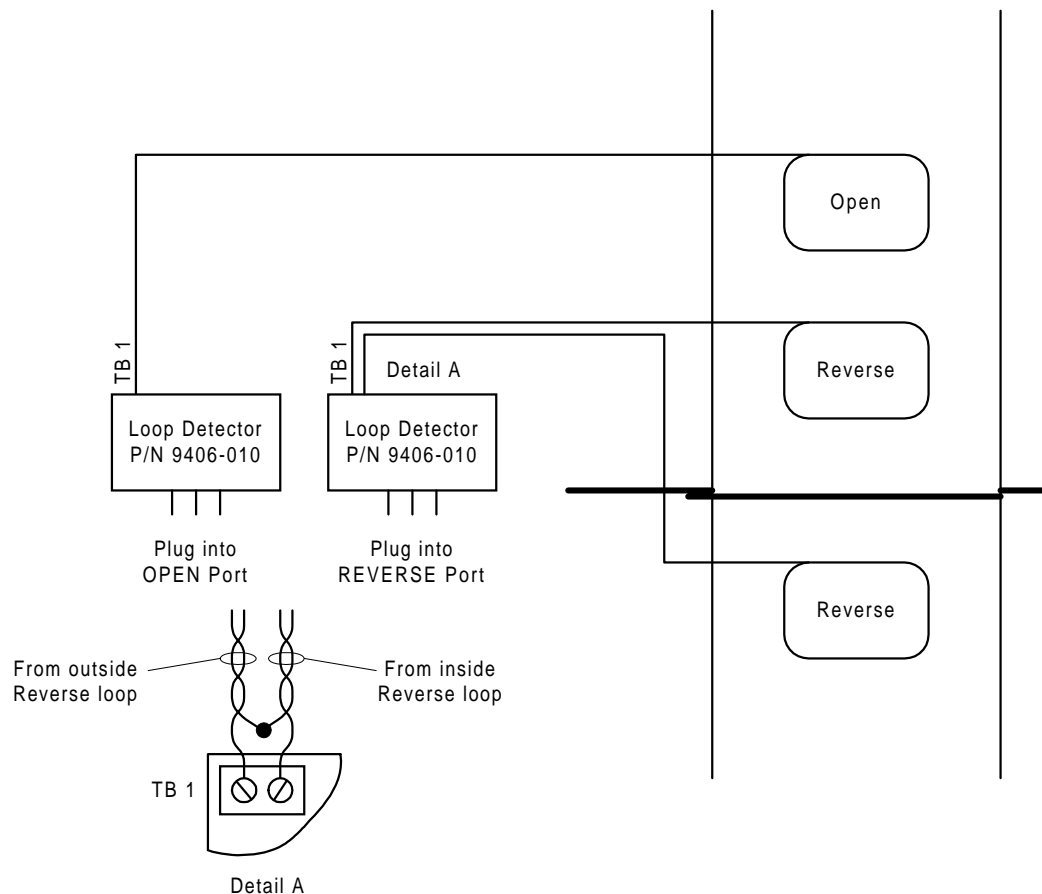 Open
TB 1
TB 1
Detail A
Reverse
Loop Detector
P/N 9406-010
Loop Detector
P/N 9406-010
Plug into
OPEN Port
Plug into
REVERSE Port
Reverse
From outside
Reverse loop
From inside
Reverse loop
TB 1
Detail A